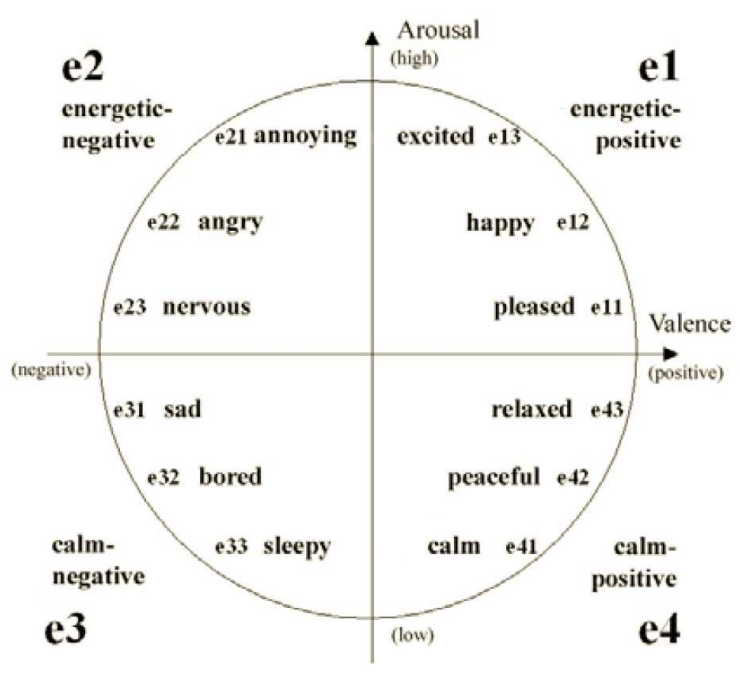 Arousal
(high)
e2
energetic-
negative
e1
energetic-
positive
e21 annoying
excited e13
e22 angry
happy e12
e23 nervous
pleased e11
Valence
(negative)
(positive)
e31 sad
relaxed e43
e32 bored
peaceful e42
e33 sleepy
calm e41
calm-
negative
e3
calm-
positive
e4
(low)